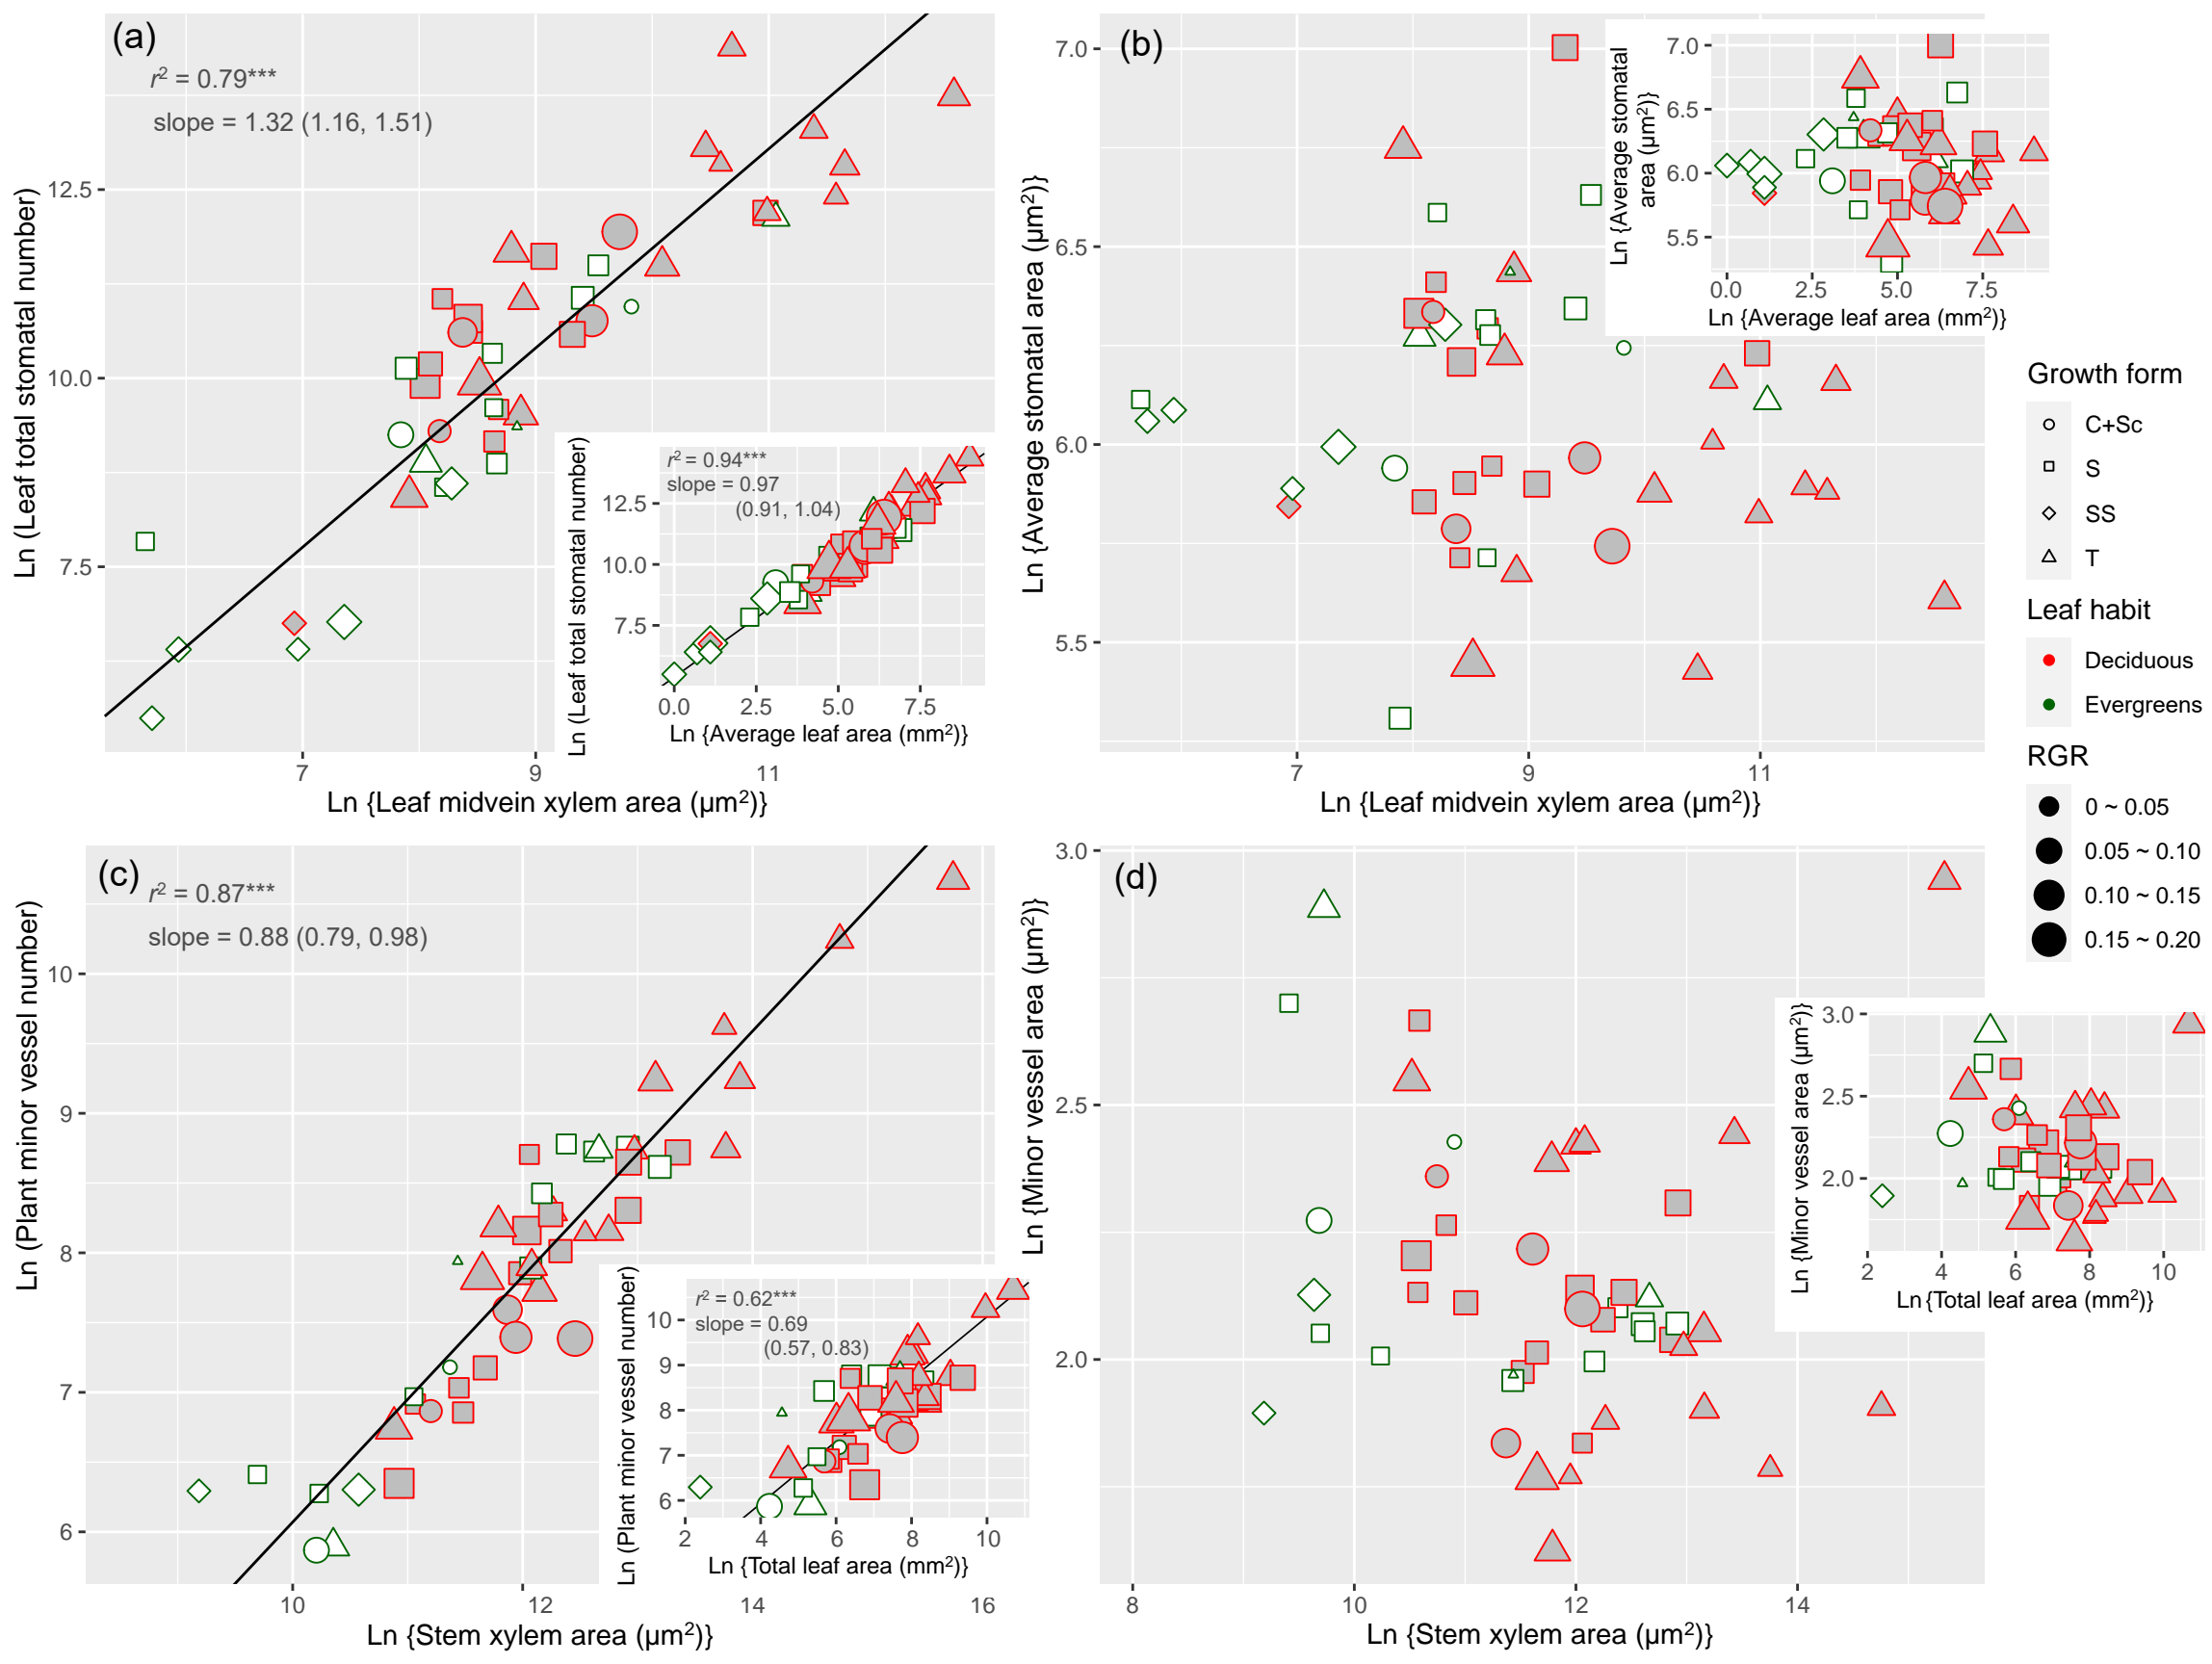 (a)
r² = 0.79***
slope = 1.32 (1.16, 1.51)
Ln (Leaf total stomatal number)
12.5
10.0
7.5
7
9
11
Ln {Leaf midvein xylem area (µm²)}
r² = 0.94***
slope = 0.97
(0.91, 1.04)
Ln (Leaf total stomatal number)
12.5
10.0
7.5
0.0
2.5
5.0
7.5
Ln {Average leaf area (mm²)}
(b)
Ln {Average stomatal area (µm²)}
7.0
6.5
6.0
5.5
7
9
11
Ln {Leaf midvein xylem area (µm²)}
Ln {Average stomatal
area (µm²)}
7.0
6.5
6.0
5.5
0.0
2.5
5.0
7.5
Ln {Average leaf area (mm²)}
Growth form
C+Sc
S
SS
T
Leaf habit
Deciduous
Evergreens
RGR
0 ~ 0.05
0.05 ~ 0.10
0.10 ~ 0.15
0.15 ~ 0.20
(c)
r² = 0.87***
slope = 0.88 (0.79, 0.98)
Ln (Plant minor vessel number)
10
9
8
7
6
10
12
14
16
Ln {Stem xylem area (µm²)}
r² = 0.62***
slope = 0.69
(0.57, 0.83)
Ln (Plant minor vessel number)
10
9
8
7
6
2
4
6
8
10
Ln {Total leaf area (mm²)}
(d)
Ln {Minor vessel area (µm²)}
3.0
2.5
2.0
8
10
12
14
Ln {Stem xylem area (µm²)}
Ln {Minor vessel area (µm²)}
3.0
2.5
2.0
2
4
6
8
10
Ln {Total leaf area (mm²)}